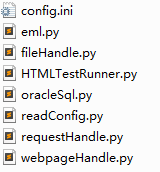 config.ini
eml.py
fileHandle.py
HTMLTestRunner.py
oracleSql.py
readConfig.py
requestHandle.py
webpageHandle.py